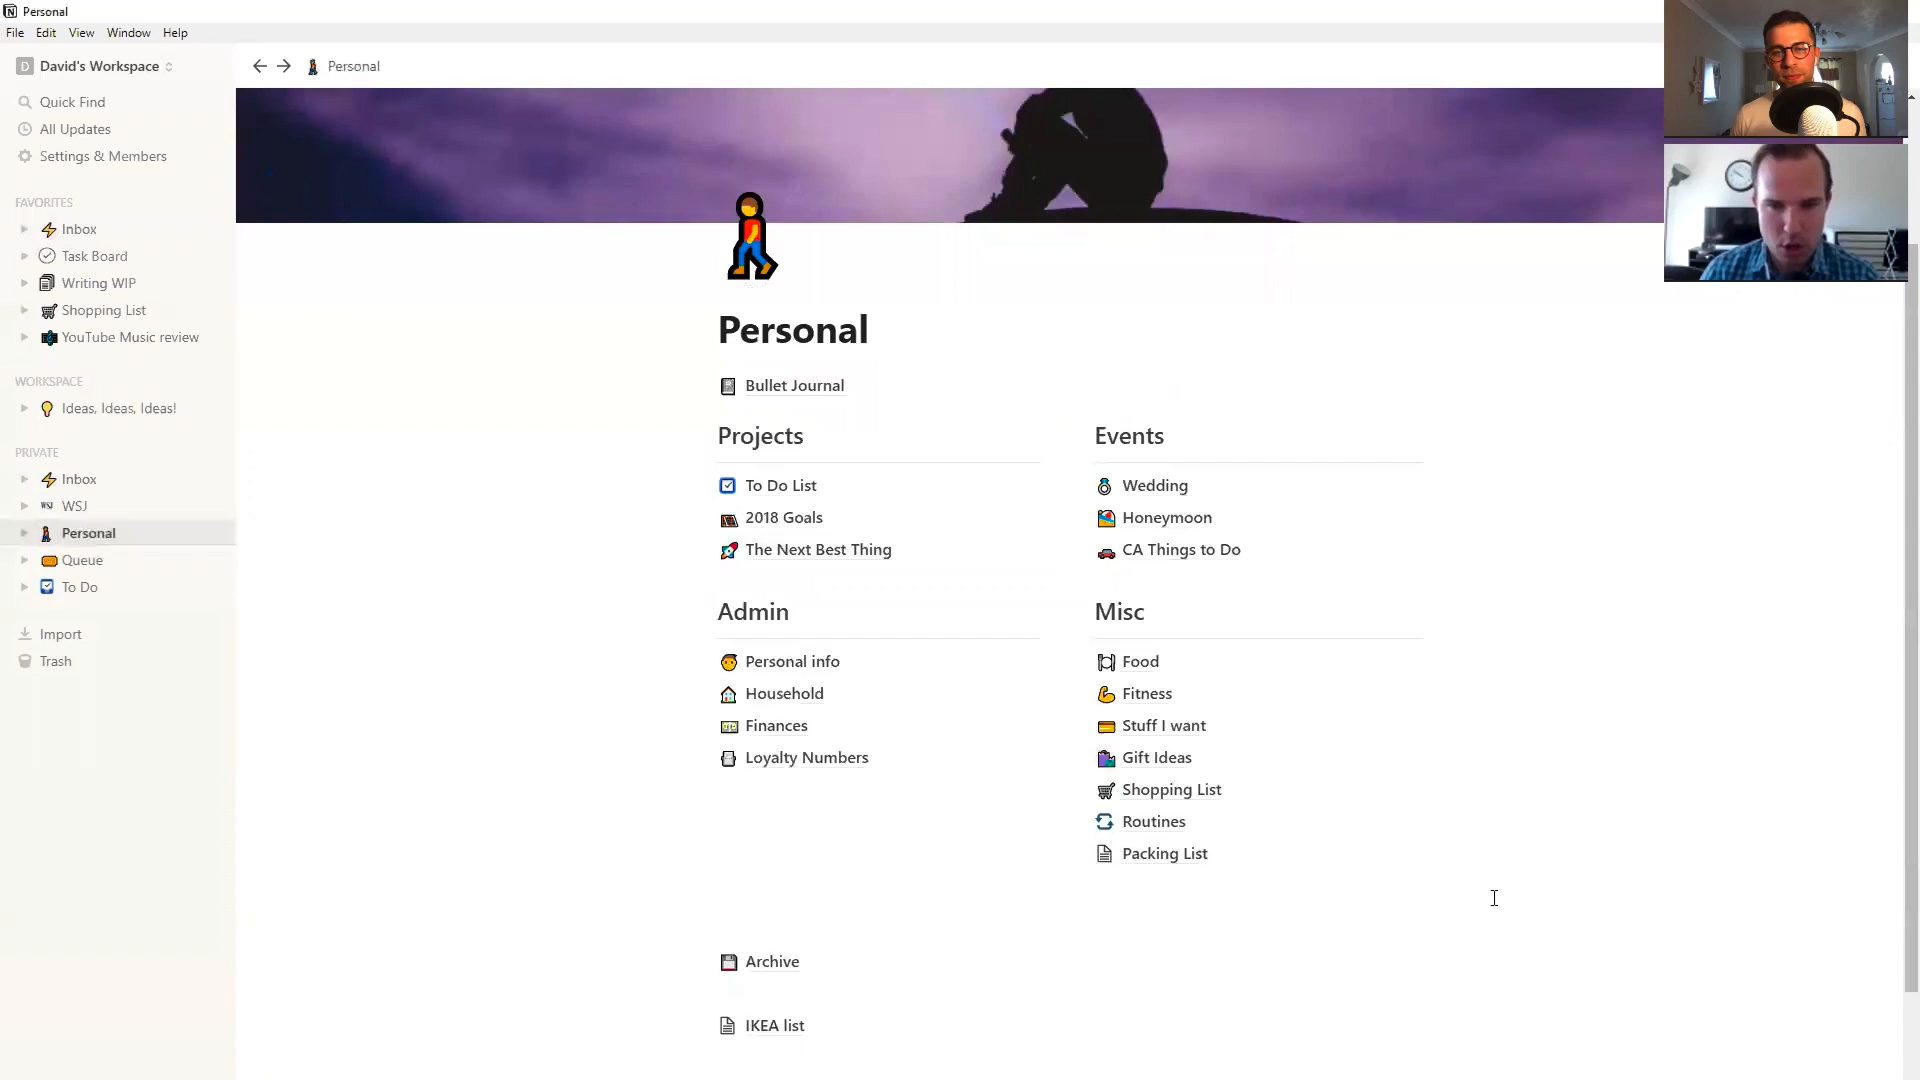 Personal
File Edit View Window Help
David's Workspace
Quick Find
All Updates
Settings & Members
FAVORITES
Inbox
Task Board
Writing WIP
Shopping List
YouTube Music review
WORKSPACE
Ideas, Ideas, Ideas!
PRIVATE
Inbox
WSJ WSJ
Personal
Queue
To Do
Import
Trash
Personal
Personal
Bullet Journal
Projects
To Do List
2018 Goals
The Next Best Thing
Events
Wedding
Honeymoon
CA Things to Do
Admin
Personal info
Household
Finances
Loyalty Numbers
Misc
Food
Fitness
Stuff I want
Gift Ideas
Shopping List
Routines
Packing List
Archive
IKEA list